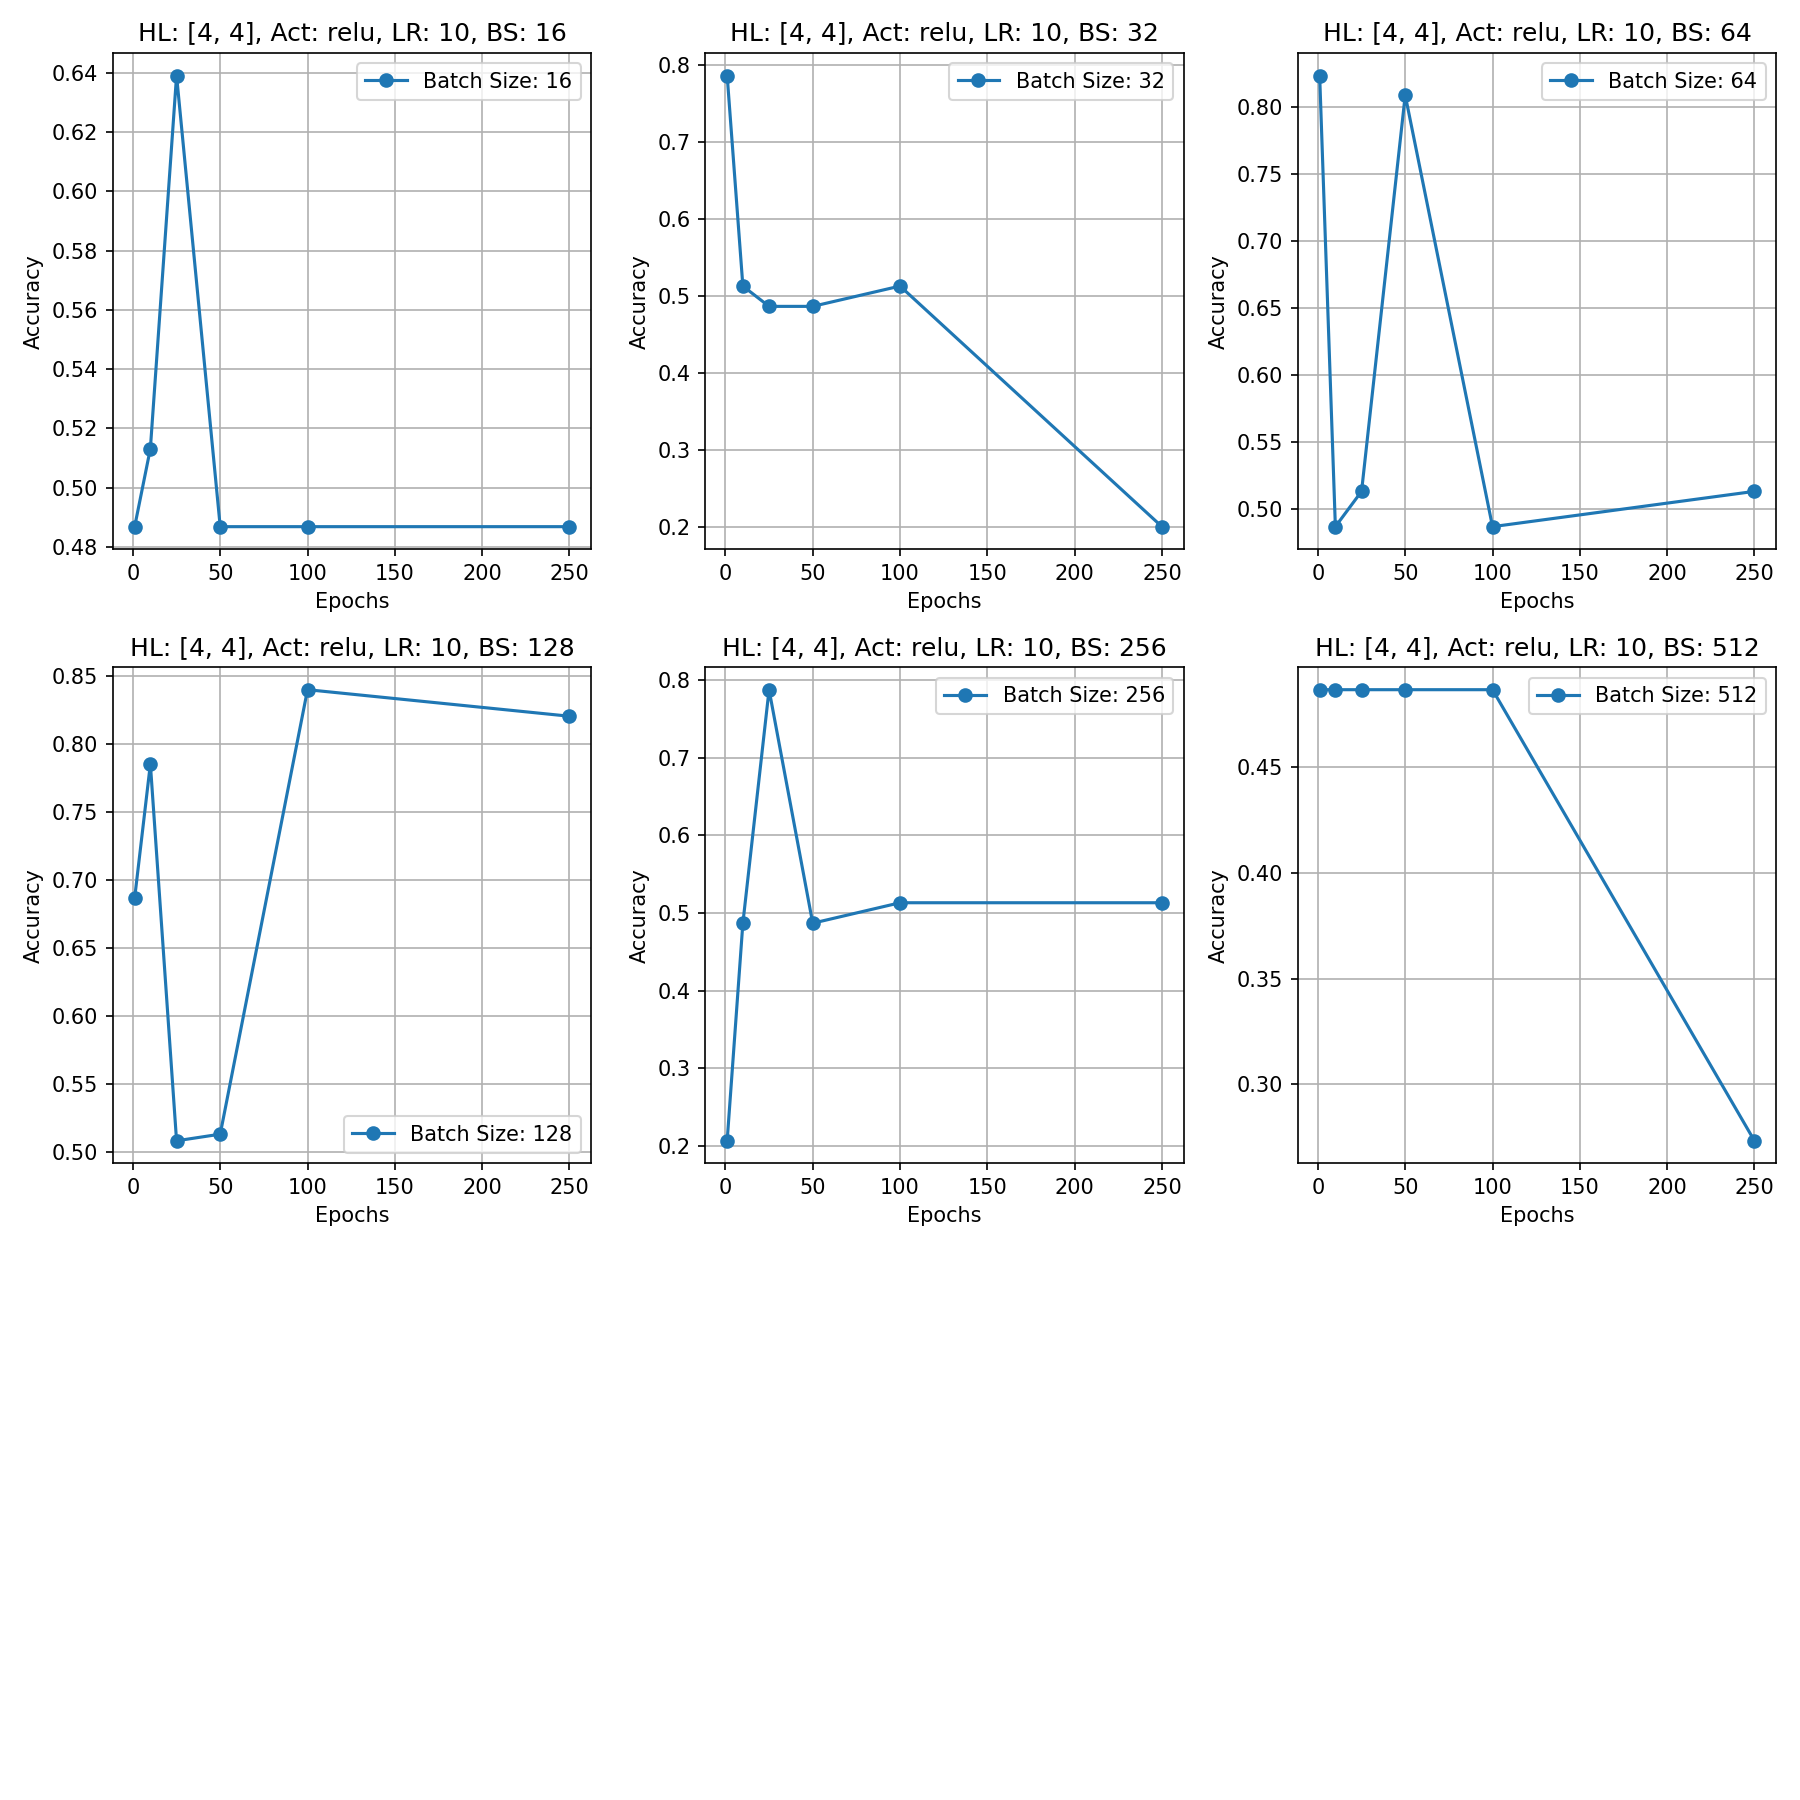 HL: [4, 4], Act: relu, LR: 10, BS: 16
Batch Size: 16
0.64
0.62
0.60
0.58
0.56
0.54
0.52
0.50
0.48
Accuracy
0 50 100 150 200 250
Epochs
HL: [4, 4], Act: relu, LR: 10, BS: 32
Batch Size: 32
0.8
0.7
0.6
0.5
0.4
0.3
0.2
Accuracy
0 50 100 150 200 250
Epochs
HL: [4, 4], Act: relu, LR: 10, BS: 64
Batch Size: 64
0.80
0.75
0.70
0.65
0.60
0.55
0.50
Accuracy
0 50 100 150 200 250
Epochs
HL: [4, 4], Act: relu, LR: 10, BS: 128
0.85
0.80
0.75
0.70
0.65
0.60
0.55
0.50
Accuracy
Batch Size: 128
0 50 100 150 200 250
Epochs
HL: [4, 4], Act: relu, LR: 10, BS: 256
Batch Size: 256
0.8
0.7
0.6
0.5
0.4
0.3
0.2
Accuracy
0 50 100 150 200 250
Epochs
HL: [4, 4], Act: relu, LR: 10, BS: 512
Batch Size: 512
0.45
0.40
0.35
0.30
Accuracy
0 50 100 150 200 250
Epochs